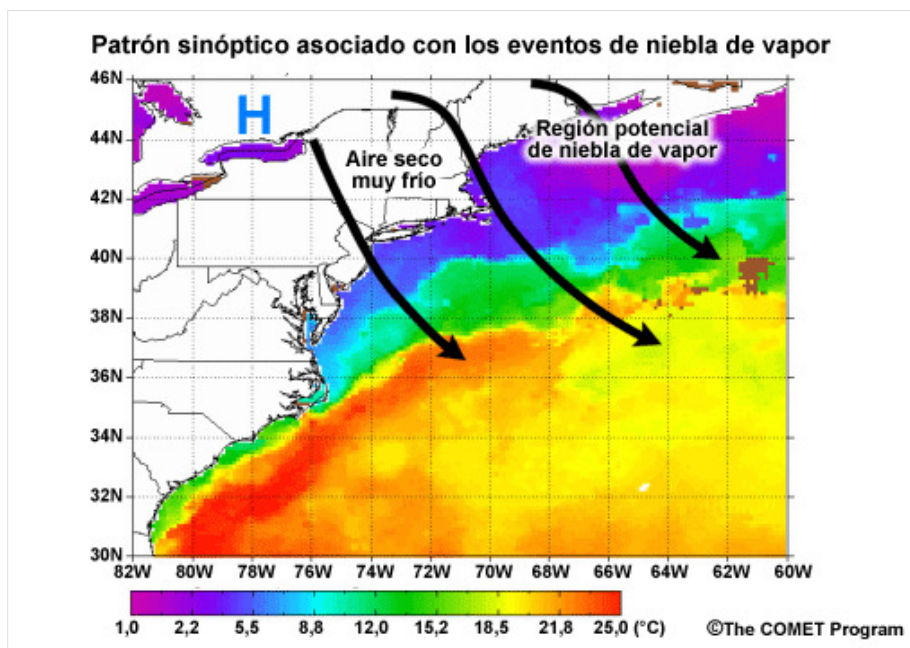 Patrón sinóptico asociado con los eventos de niebla de vapor
46N
44N
42N
40N
38N
36N
34N
32N
30N
H
Aire seco
muy frío
Región potencial
de niebla de vapor
82W 80W 78W 76W 74W 72W 70W 68W 66W 64W 62W 60W
1,0 2,2 5,5 8,8 12,0 15,2 18,5 21,8 25,0 (°C)
©The COMET Program